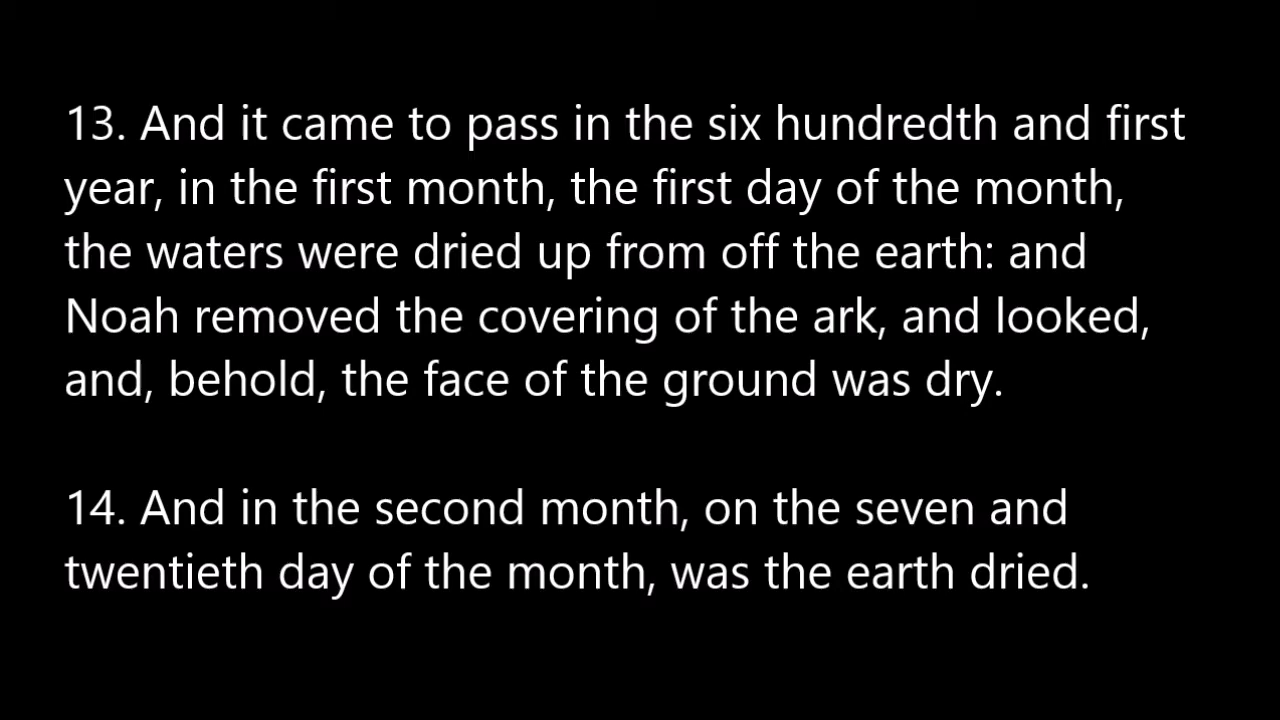 13. And it came to pass in the six hundredth and first
year, in the first month, the first day of the month,
the waters were dried up from off the earth: and
Noah removed the covering of the ark, and looked,
and, behold, the face of the ground was dry.
14. And in the second month, on the seven and
twentieth day of the month, was the earth dried.